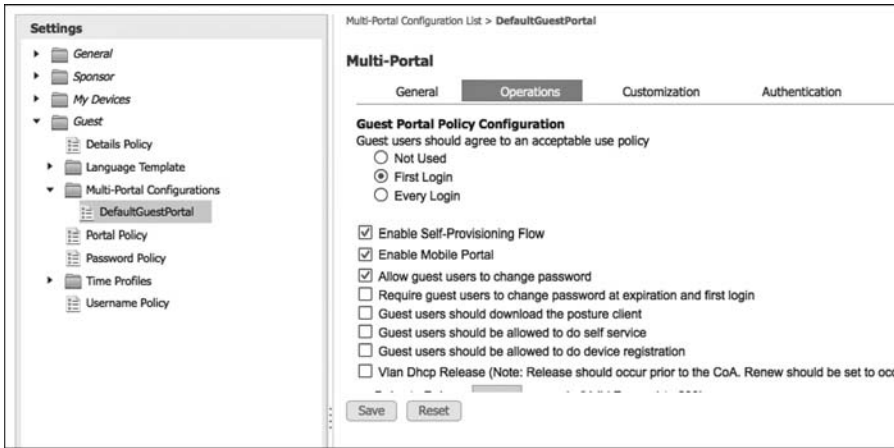 Settings
General
Sponsor
My Devices
Guest
Details Policy
Language Template
Multi-Portal Configurations
DefaultGuestPortal
Portal Policy
Password Policy
Time Profiles
Username Policy
Multi-Portal Configuration List > DefaultGuestPortal
Multi-Portal
General Operations Customization Authentication
Guest Portal Policy Configuration
Guest users should agree to an acceptable use policy
Not Used
First Login
Every Login
Enable Self-Provisioning Flow
Enable Mobile Portal
Allow guest users to change password
Require guest users to change password at expiration and first login
Guest users should download the posture client
Guest users should be allowed to do self service
Guest users should be allowed to do device registration
Vlan Dhcp Release (Note: Release should occur prior to the CoA. Renew should be set to occ
Save Reset